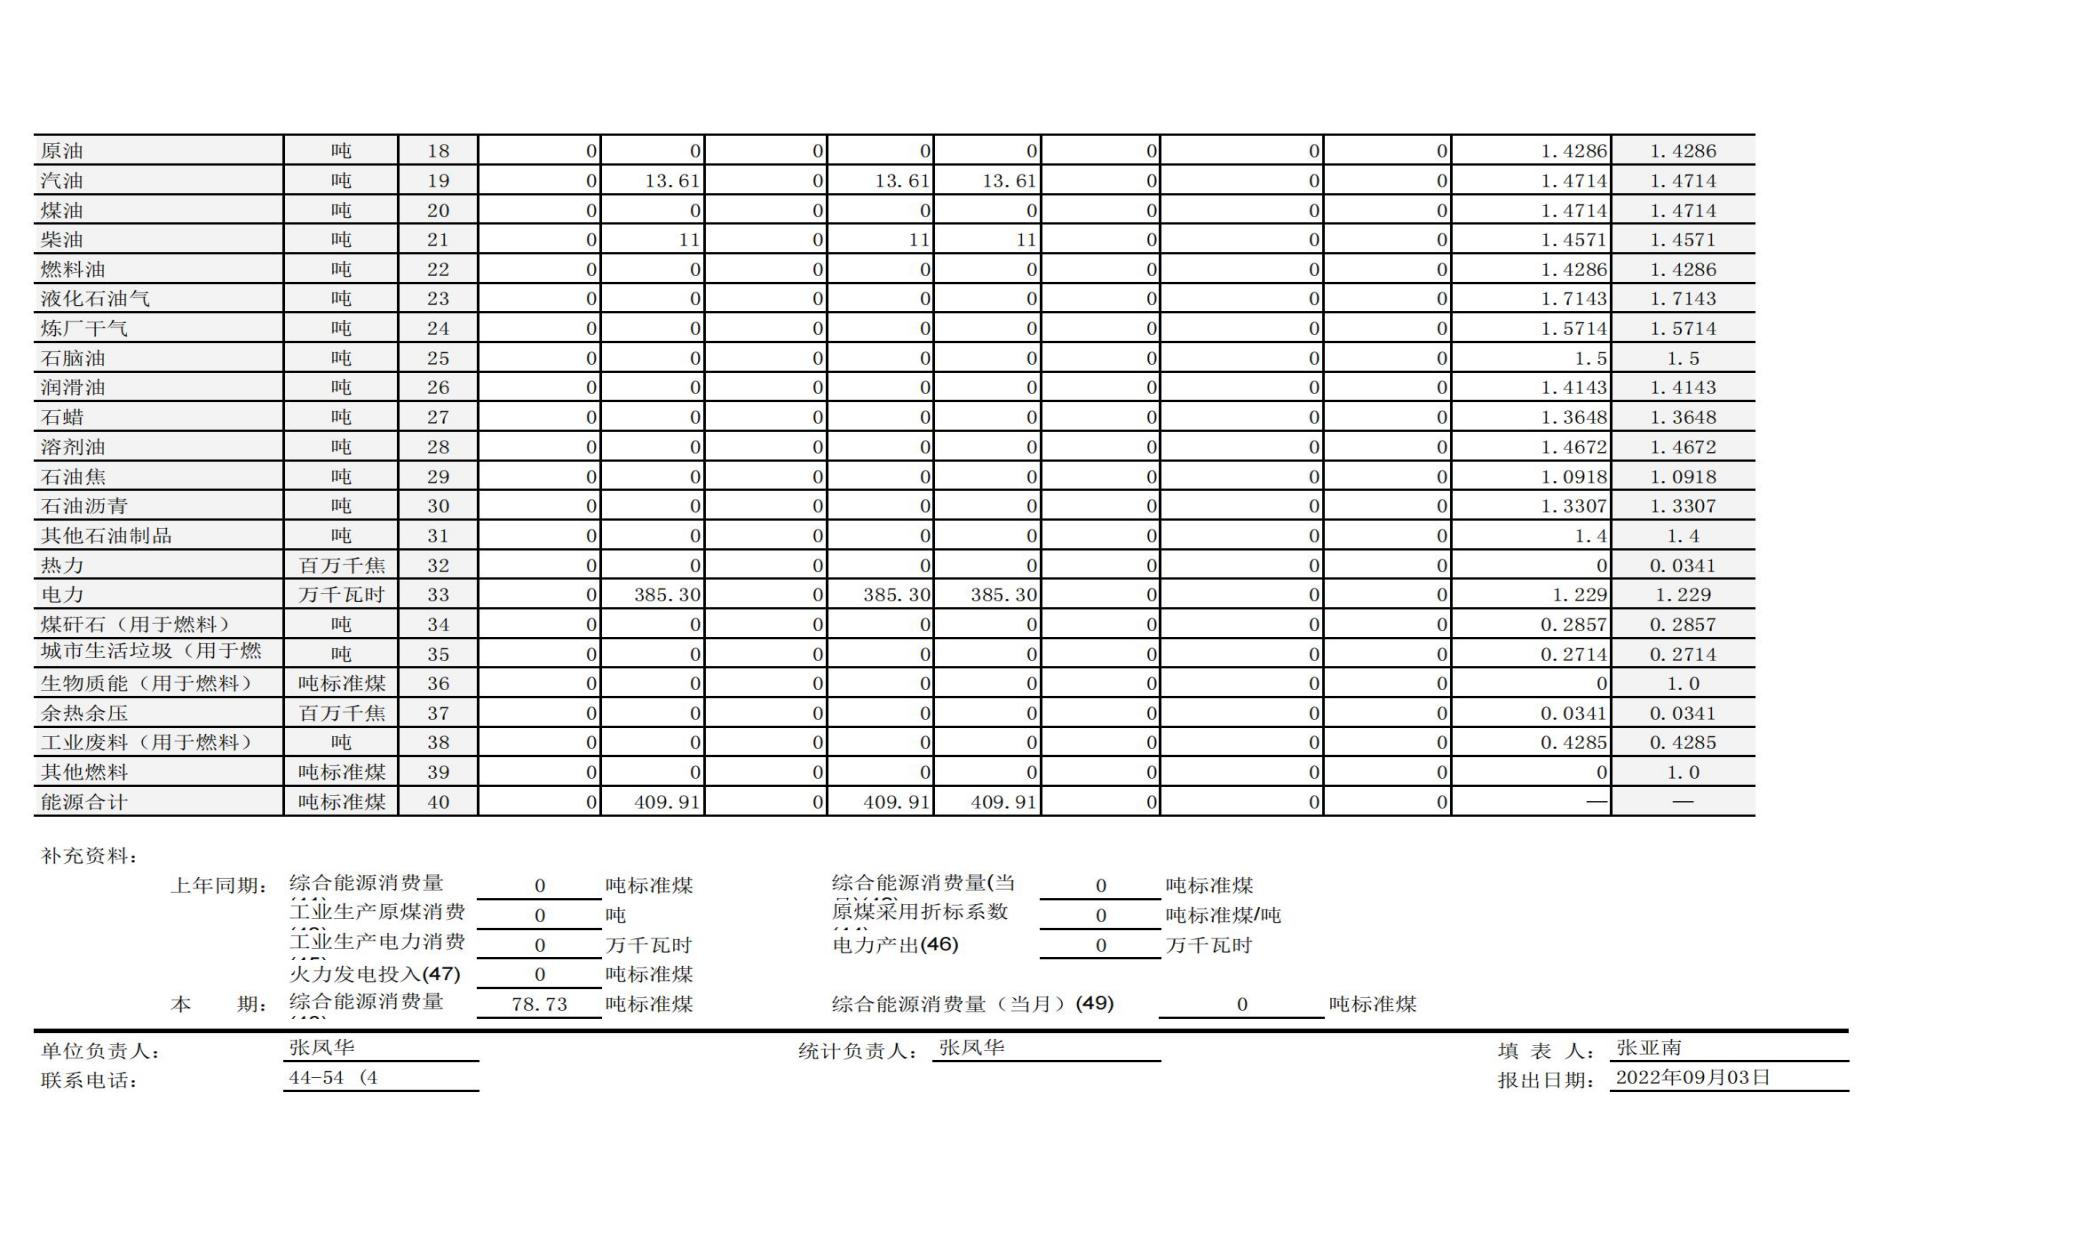 原油 吨 18 0 0 0 0 0 0 0 0 1.4286 1.4286
汽油 吨 19 0 13.61 0 13.61 13.61 0 0 0 1.4714 1.4714
煤油 吨 20 0 0 0 0 0 0 0 0 1.4714 1.4714
柴油 吨 21 0 11 0 11 11 0 0 0 1.4571 1.4571
燃料油 吨 22 0 0 0 0 0 0 0 0 1.4286 1.4286
液化石油气 吨 23 0 0 0 0 0 0 0 0 1.7143 1.7143
炼厂干气 吨 24 0 0 0 0 0 0 0 0 1.5714 1.5714
石脑油 吨 25 0 0 0 0 0 0 0 0 1.5 1.5
润滑油 吨 26 0 0 0 0 0 0 0 0 1.4143 1.4143
石蜡 吨 27 0 0 0 0 0 0 0 0 1.3648 1.3648
溶剂油 吨 28 0 0 0 0 0 0 0 0 1.4672 1.4672
石油焦 吨 29 0 0 0 0 0 0 0 0 1.0918 1.0918
石油沥青 吨 30 0 0 0 0 0 0 0 0 1.3307 1.3307
其他石油制品 吨 31 0 0 0 0 0 0 0 0 1.4 1.4
热力 百万千焦 32 0 0 0 0 0 0 0 0 0 0.0341
电力 万千瓦时 33 0 385.30 0 385.30 385.30 0 0 0 1.229 1.229
煤矸石（用于燃料） 吨 34 0 0 0 0 0 0 0 0 0.2857 0.2857
城市生活垃圾（用于燃 吨 35 0 0 0 0 0 0 0 0 0.2714 0.2714
生物质能（用于燃料） 吨标准煤 36 0 0 0 0 0 0 0 0 0 1.0
余热余压 百万千焦 37 0 0 0 0 0 0 0 0 0.0341 0.0341
工业废料（用于燃料） 吨 38 0 0 0 0 0 0 0 0 0.4285 0.4285
其他燃料 吨标准煤 39 0 0 0 0 0 0 0 0 0 1.0
能源合计 吨标准煤 40 0 409.91 0 409.91 409.91 0 0 0 — —
补充资料：
上年同期： 综合能源消费量 0 吨标准煤 综合能源消费量(当 0 吨标准煤
工业生产原煤消费 0 吨 原煤采用折标系数 0 吨标准煤/吨
工业生产电力消费 0 万千瓦时 电力产出(46) 0 万千瓦时
火力发电投入(47) 0 吨标准煤
本 期： 综合能源消费量 78.73 吨标准煤 综合能源消费量（当月）(49) 0 吨标准煤
单位负责人： 张凤华 统计负责人： 张凤华 填 表 人： 张亚南
联系电话： 44-54（4 报出日期： 2022年09月03日